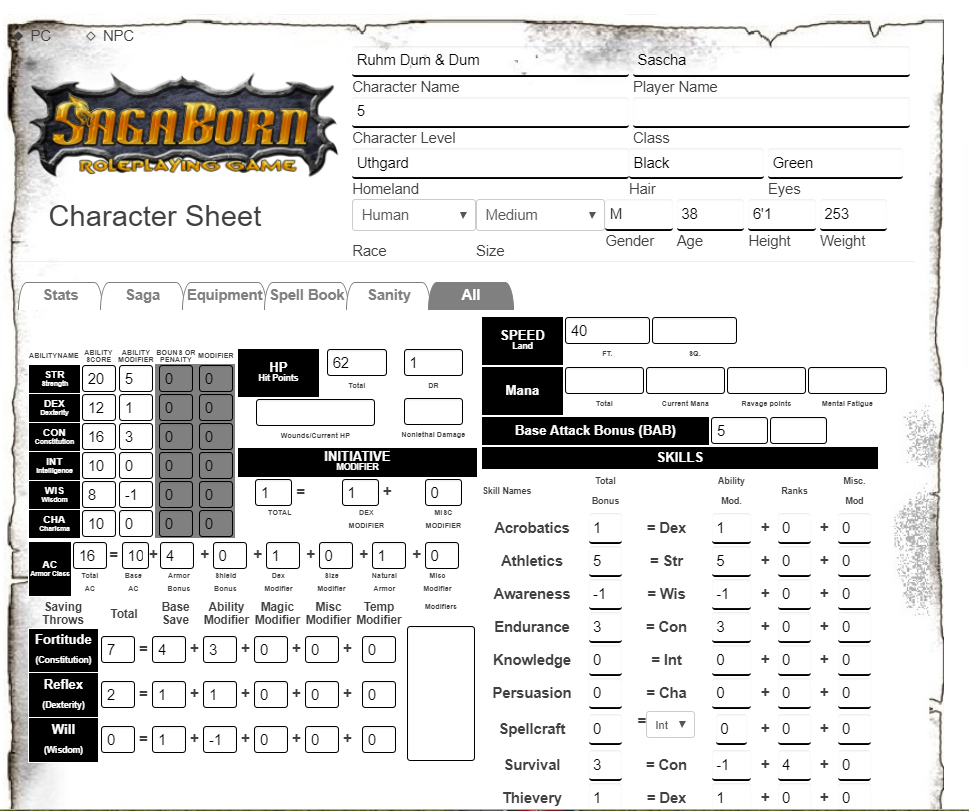 PC NPC
SAGABORN
ROLEPLAYING GAME
Character Sheet
Ruhm Dum & Dum Sascha
Character Name Player Name
5
Character Level Class
Uthgard Black Green
Homeland Hair Eyes
Human ▼ Medium ▼ M 38 6'1 253
Race Size Gender Age Height Weight
Stats Saga Equipment Spell Book Sanity All
ABILITYNAME ABILITY SCORE ABILITY MODIFIER BOUNS OR PENALTY MODIFIER
STR Strength 20 5 0 0
DEX Dexterity 12 1 0 0
CON Constitution 16 3 0 0
INT Intelligence 10 0 0 0
WIS Wisdom 8 -1 0 0
CHA Charisma 10 0 0 0
HP Hit Points 62 1
Total DR
Wounds/Current HP Nonlethal Damage
INITIATIVE
MODIFIER
1 = 1 + 0
TOTAL DEX MODIFIER MISC MODIFIER
AC Armor Class 16 = 10 + 4 + 0 + 1 + 0 + 1 + 0
Total AC Base AC Armor Bonus Shield Bonus Dex Modifier Size Modifier Natural Armor Misc Modifier
Saving Throws Total Base Save Ability Modifier Magic Modifier Misc Modifier Temp Modifier Modifiers
Fortitude (Constitution) 7 = 4 + 3 + 0 + 0 + 0
Reflex (Dexterity) 2 = 1 + 1 + 0 + 0 + 0
Will (Wisdom) 0 = 1 + -1 + 0 + 0 + 0
SPEED Land 40
FT. SQ.
Mana
Total Current Mana Ravage points Mental Fatigue
Base Attack Bonus (BAB) 5
SKILLS
Skill Names Total Bonus Ability Mod. Ranks Misc. Mod
Acrobatics 1 = Dex 1 + 0 + 0
Athletics 5 = Str 5 + 0 + 0
Awareness -1 = Wis -1 + 0 + 0
Endurance 3 = Con 3 + 0 + 0
Knowledge 0 = Int 0 + 0 + 0
Persuasion 0 = Cha 0 + 0 + 0
Spellcraft 0 = Int ▼ 0 + 0 + 0
Survival 3 = Con -1 + 4 + 0
Thievery 1 = Dex 1 + 0 + 0